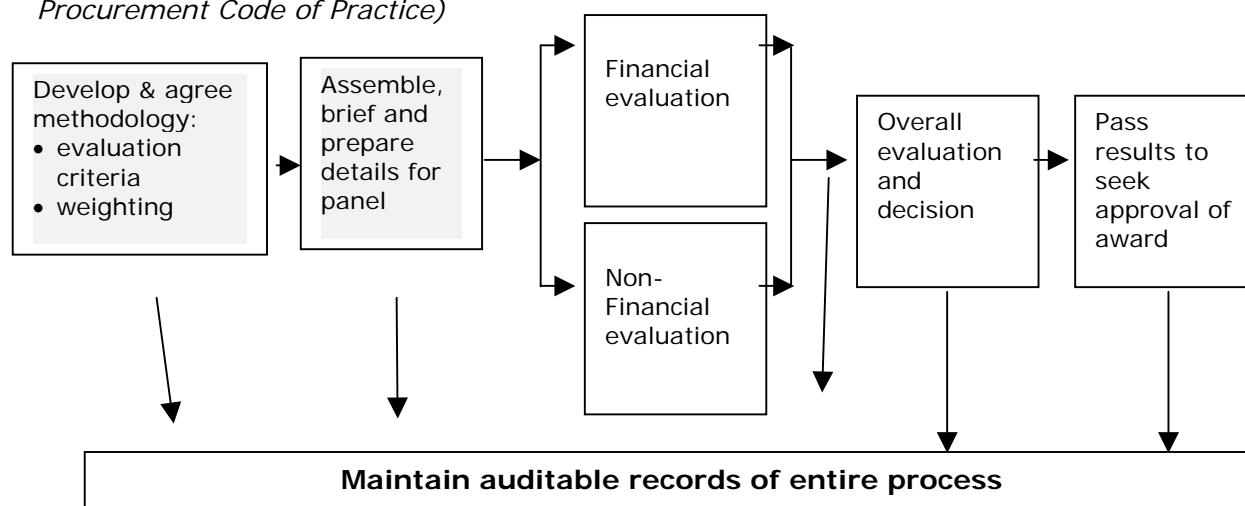 Procurement Code of Practice)
Develop & agree
methodology:
• evaluation
criteria
• weighting
Assemble,
brief and
prepare
details for
panel
Financial
evaluation
Non-
Financial
evaluation
Overall
evaluation
and
decision
Pass
results to
seek
approval of
award
Maintain auditable records of entire process